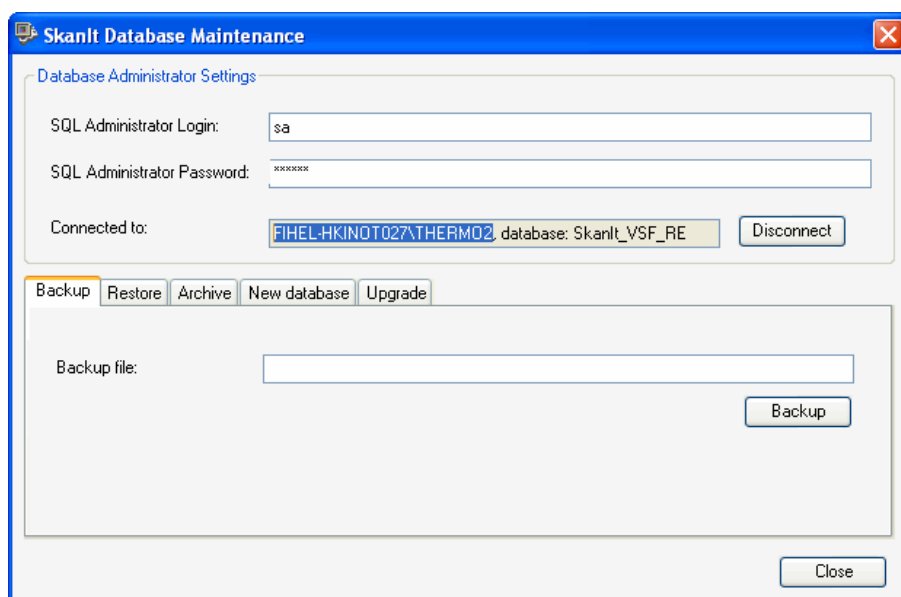 SkanIt Database Maintenance
Database Administrator Settings
SQL Administrator Login: sa
SQL Administrator Password: ******
Connected to: FIHEL-HKINOT027\THERMO2, database: SkanIt_VSF_RE Disconnect
Backup Restore Archive New database Upgrade
Backup file:
Backup
Close